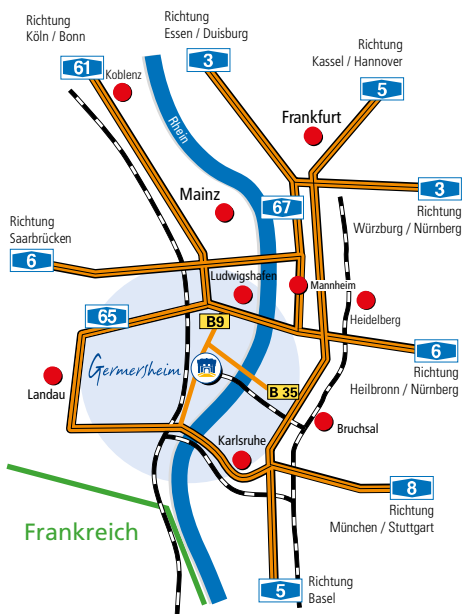 Richtung
Köln / Bonn
61
Koblenz
Richtung
Essen / Duisburg
3
Richtung
Kassel / Hannover
5
Rhein
Frankfurt
Mainz
67
3
Richtung
Würzburg / Nürnberg
Richtung
Saarbrücken
6
Ludwigshafen
Mannheim
Heidelberg
65
B9
6
Richtung
Heilbronn / Nürnberg
Germersheim
Landau
B 35
Bruchsal
Karlsruhe
8
Richtung
München / Stuttgart
Frankreich
5
Richtung
Basel